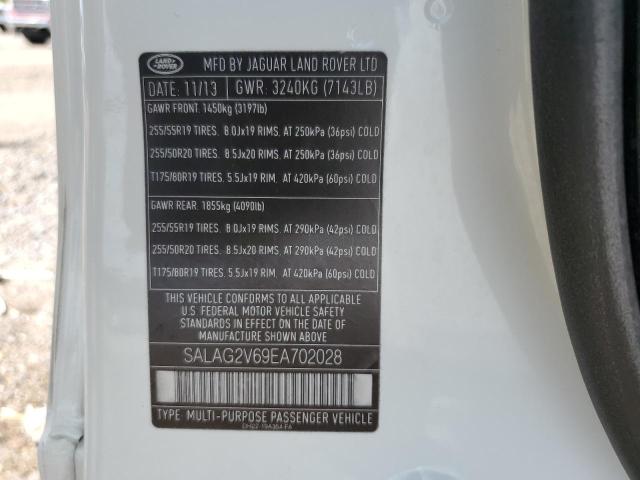 LAND ROVER
MFD BY JAGUAR LAND ROVER LTD
DATE: 11/13 GWR: 3240KG (7143LB)
GAWR FRONT: 1450kg (3197lb)
255/55R19 TIRES. 8.0Jx19 RIMS, AT 250kPa (36psi) COLD
255/50R20 TIRES. 8.5Jx20 RIMS, AT 250kPa (36psi) COLD
T175/80R19 TIRES. 5.5Jx19 RIM, AT 420kPa (60psi) COLD
GAWR REAR: 1855kg (4090lb)
255/55R19 TIRES. 8.0Jx19 RIMS, AT 290kPa (42psi) COLD
255/50R20 TIRES. 8.5Jx20 RIMS, AT 290kPa (42psi) COLD
T175/80R19 TIRES. 5.5Jx19 RIM, AT 420kPa (60psi) COLD
THIS VEHICLE CONFORMS TO ALL APPLICABLE
U.S. FEDERAL MOTOR VEHICLE SAFETY
STANDARDS IN EFFECT ON THE DATE OF
MANUFACTURE SHOWN ABOVE
SALAG2V69EA702028
TYPE: MULTI-PURPOSE PASSENGER VEHICLE